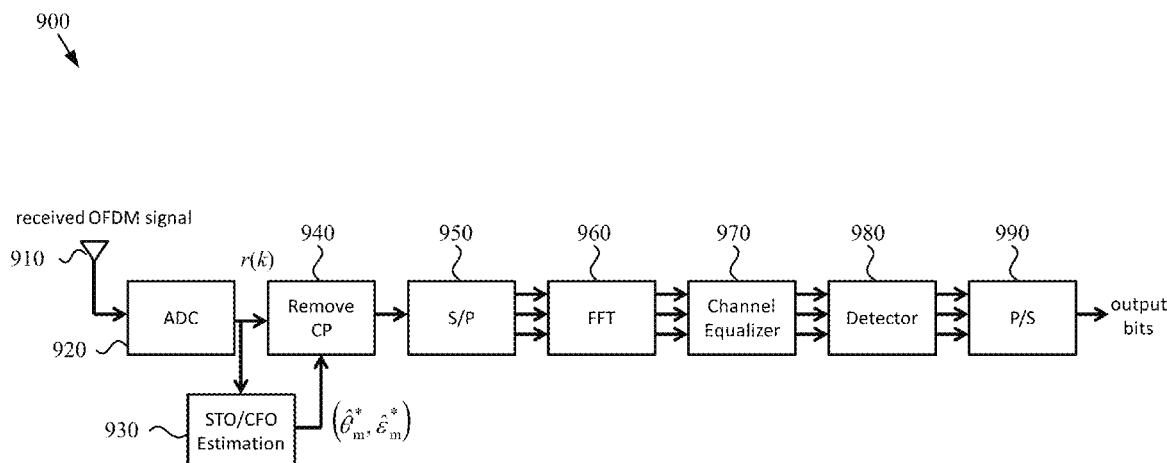 900
received OFDM signal
910
r(k)
940
950
960
970
980
990
ADC
920
Remove
CP
S/P
FFT
Channel
Equalizer
Detector
P/S
output
bits
930
STO/CFO
Estimation
(θ̂*m, ε̂*m)